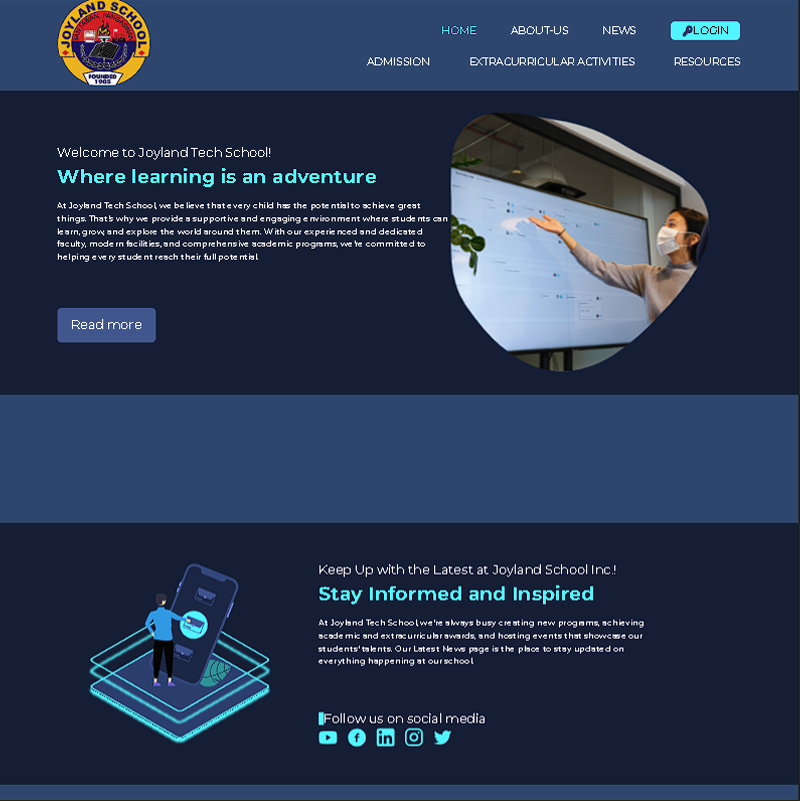 JOYLAND SCHOOL
FOUNDED
1985
HOME
ABOUT-US
NEWS
LOGIN
ADMISSION
EXTRACURRICULAR ACTIVITIES
RESOURCES
Welcome to Joyland Tech School!
Where learning is an adventure
At Joyland Tech School, we believe that every child has the potential to achieve great
things. That's why we provide a supportive and engaging environment where students can
learn, grow, and explore the world around them. With our experienced and dedicated
faculty, modern facilities, and comprehensive academic programs, we're committed to
helping every student reach their full potential.
Read more
Keep Up with the Latest at Joyland School Inc.!
Stay Informed and Inspired
At Joyland Tech School, we're always busy creating new programs, achieving
academic and extracurricular awards, and hosting events that showcase our
students' talents. Our Latest News page is the place to stay updated on
everything happening at our school.
Follow us on social media